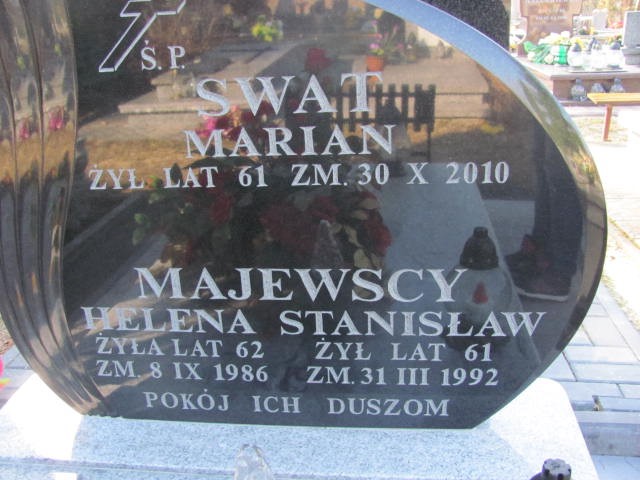 Ś.P.
SWAT
MARIAN
ŻYŁ LAT 61 ZM. 30 X 2010
MAJEWSCY
HELENA STANISŁAW
ŻYŁA LAT 62 ŻYŁ LAT 61
ZM. 8 IX 1986 ZM. 31 III 1992
POKÓJ ICH DUSZOM